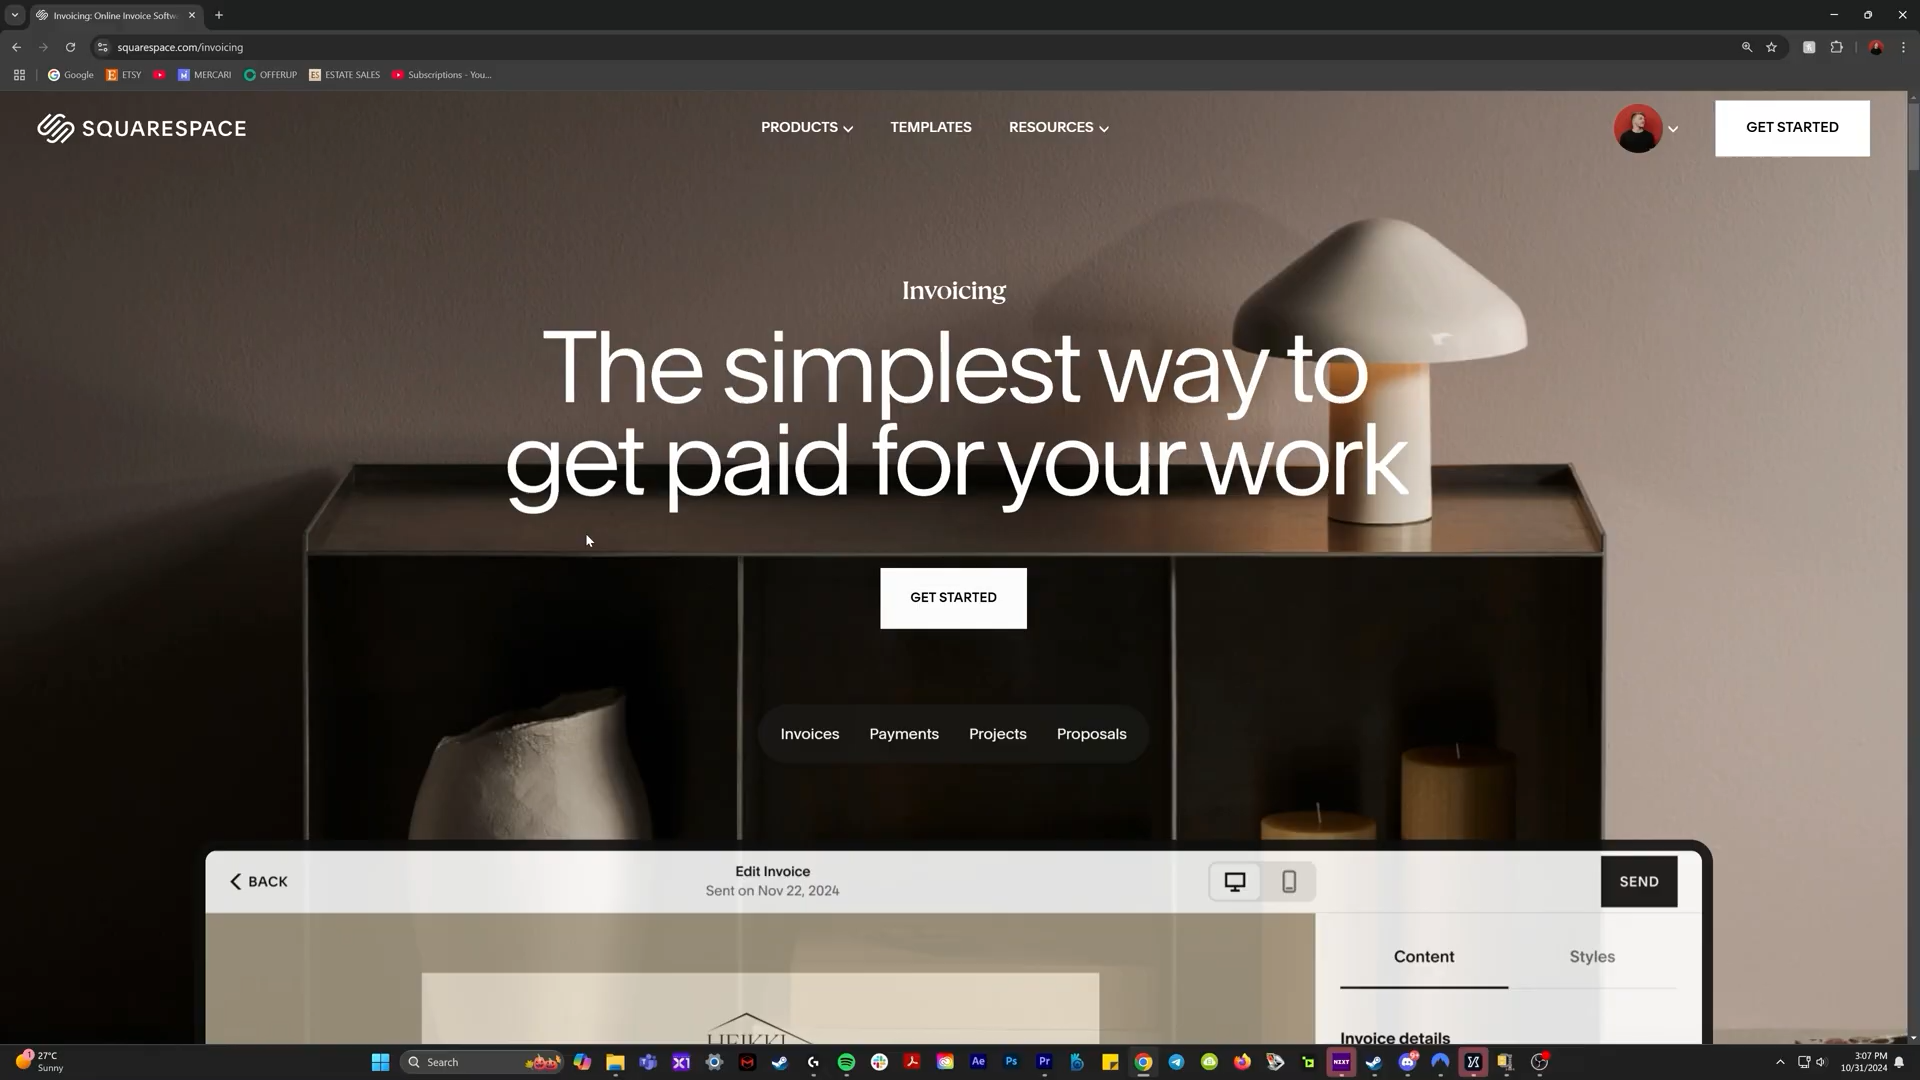 Invoicing: Online Invoice Softw
squarespace.com/invoicing
Google ETSY MERCARI OFFERUP ES ESTATE SALES Subscriptions - You...
SQUARESPACE PRODUCTS TEMPLATES RESOURCES GET STARTED
Invoicing
The simplest way to
get paid for your work
GET STARTED
Invoices Payments Projects Proposals
BACK
Edit Invoice
Sent on Nov 22, 2024
SEND
Content Styles
HEIKKI
Invoice details
27°C
Sunny
Search
3:07 PM
10/31/2024